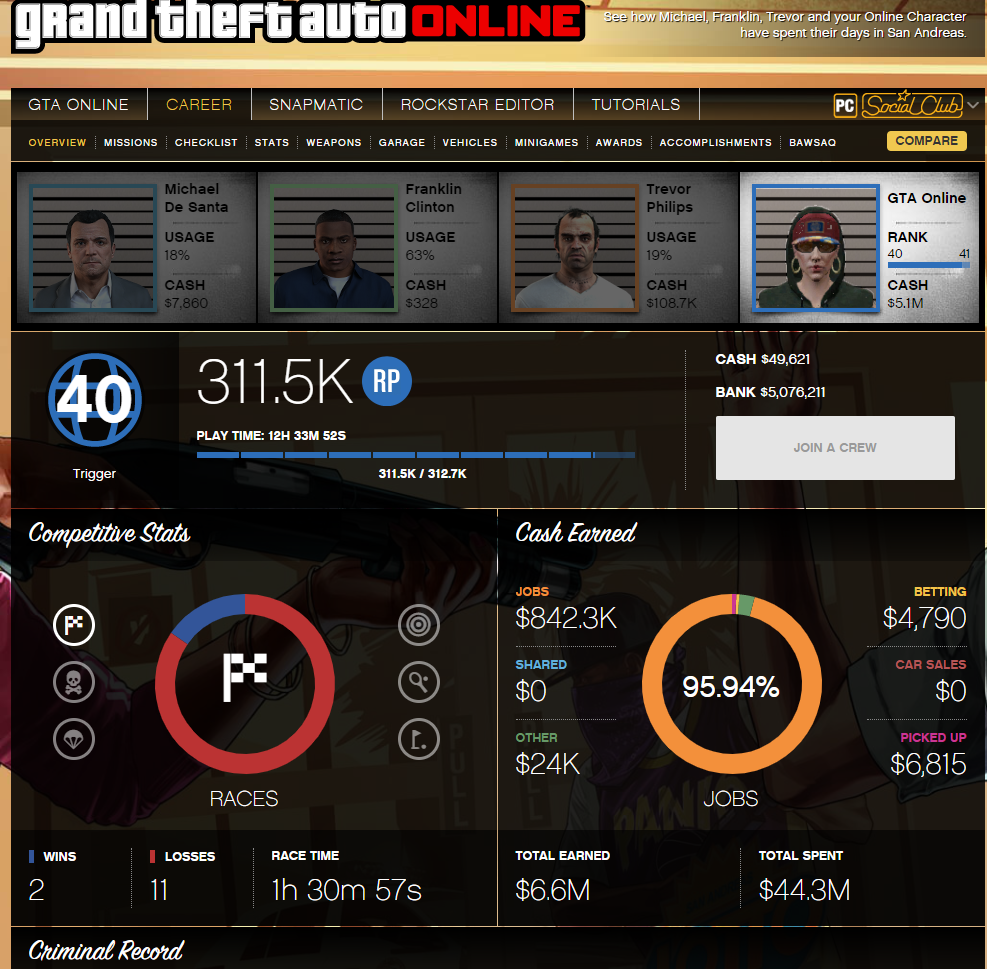 grand theft auto ONLINE
See how Michael, Franklin, Trevor and your Online Character
have spent their days in San Andreas.
GTA ONLINE CAREER SNAPMATIC ROCKSTAR EDITOR TUTORIALS PC Social Club
OVERVIEW MISSIONS CHECKLIST STATS WEAPONS GARAGE VEHICLES MINIGAMES AWARDS ACCOMPLISHMENTS BAWSAQ COMPARE
Michael
De Santa
USAGE
18%
CASH
$7,860
Franklin
Clinton
USAGE
63%
CASH
$328
Trevor
Philips
USAGE
19%
CASH
$108.7K
GTA Online
RANK
40 41
CASH
$5.1M
40
Trigger
311.5K RP
PLAY TIME: 12H 33M 52S
311.5K / 312.7K
CASH $49,621
BANK $5,076,211
JOIN A CREW
Competitive Stats
RACES
WINS
2
LOSSES
11
RACE TIME
1h 30m 57s
Cash Earned
JOBS
$842.3K
SHARED
$0
OTHER
$24K
95.94%
JOBS
BETTING
$4,790
CAR SALES
$0
PICKED UP
$6,815
TOTAL EARNED
$6.6M
TOTAL SPENT
$44.3M
Criminal Record